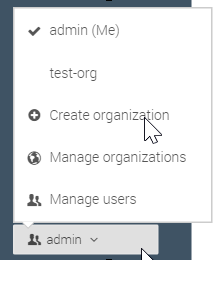 admin (Me)
test-org
Create organization
Manage organizations
Manage users
admin